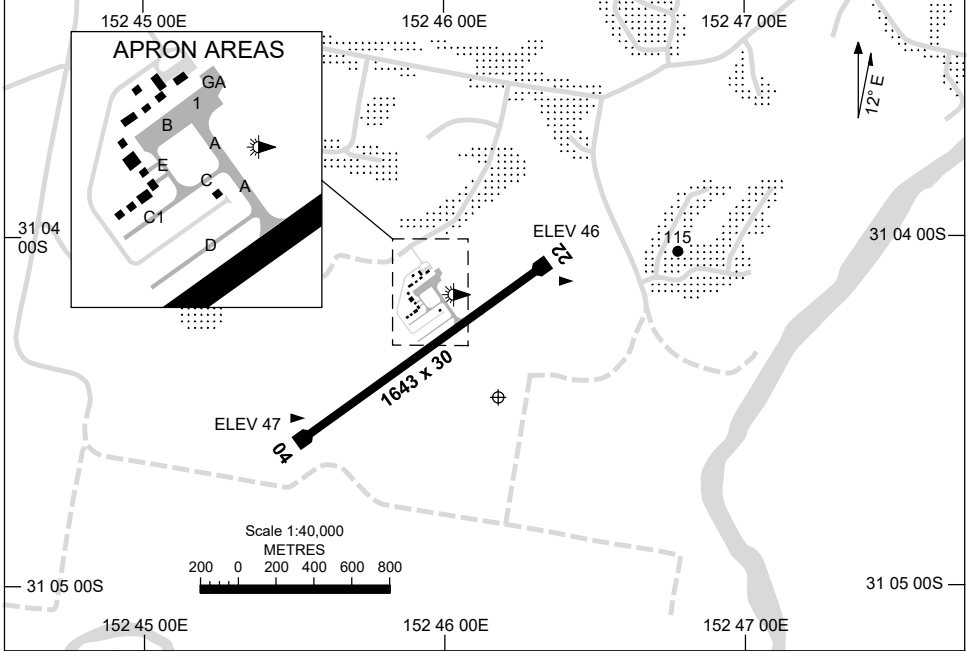 152 45 00E
152 46 00E
152 47 00E
APRON AREAS
GA
1
B
A
E
C
A
C1
D
12° E
31 04
00S
31 04 00S
115
ELEV 46
22
1643 x 30
ELEV 47
04
Scale 1:40,000
METRES
200 0 200 400 600 800
31 05 00S
31 05 00S
152 45 00E
152 46 00E
152 47 00E